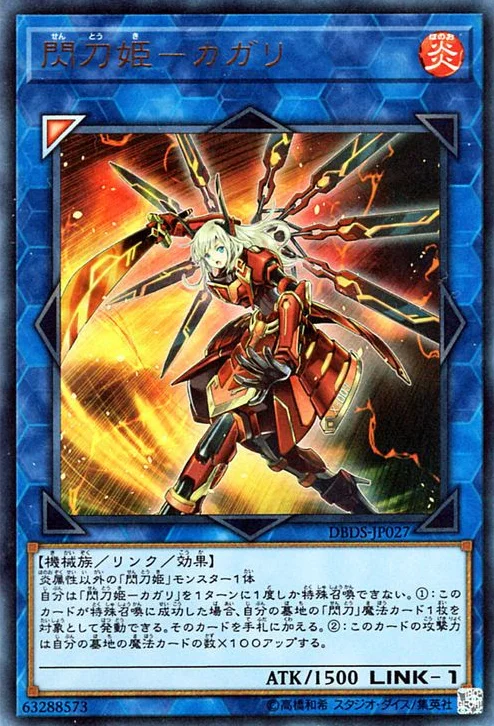 閃刀姫－カガリ
炎
DBDS-JP027
【機械族／リンク／効果】
炎属性以外の「閃刀姫」モンスター1体
自分は「閃刀姫－カガリ」を1ターンに1度しか特殊召喚できない。①：この
カードが特殊召喚に成功した場合、自分の墓地の「閃刀」魔法カード1枚を
対象として発動できる。そのカードを手札に加える。②：このカードの攻撃力
は自分の墓地の魔法カードの数×100アップする。
ATK/1500 LINK-1
63288573
©高橋和希 スタジオ・ダイス/集英社